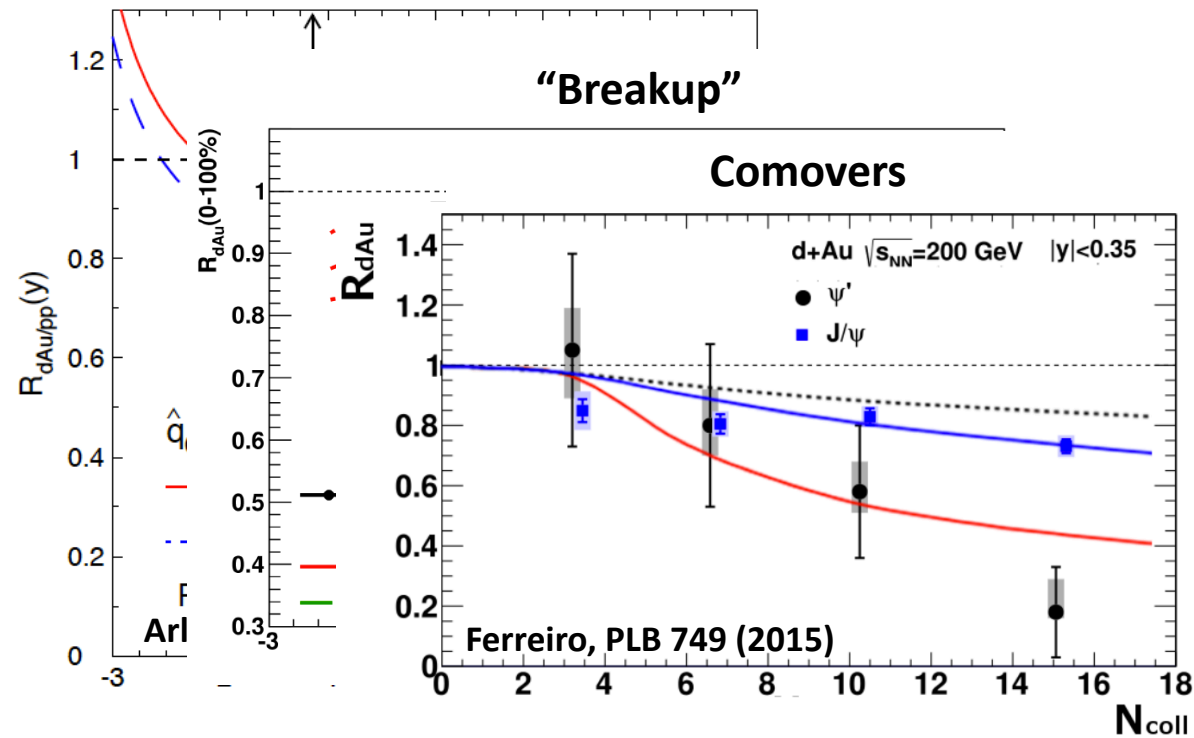 1.2
1
0.8
0.6
0.4
0.2
0
-3
R_dAu/pp(y)
q̂
Arl
"Breakup"
R_dAu(0-100%)
1
0.9
0.8
0.7
0.6
0.5
0.4
0.3
-3
Comovers
R_dAu
1.4
1.2
1
0.8
0.6
0.4
0.2
0
d+Au √s_NN=200 GeV |y|<0.35
ψ'
J/ψ
Ferreiro, PLB 749 (2015)
0 2 4 6 8 10 12 14 16 18
N_coll